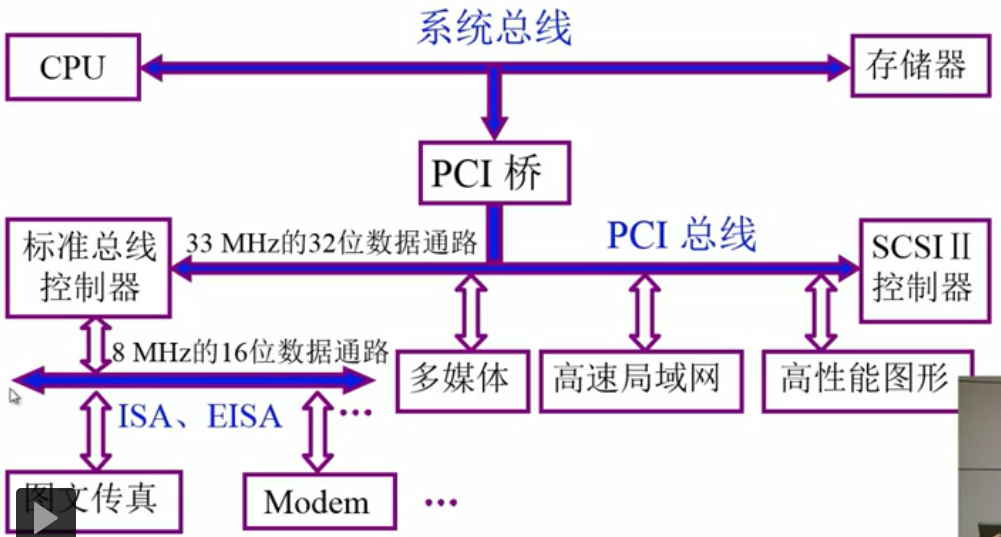 系统总线
CPU
存储器
PCI 桥
标准总线
控制器
33 MHz的32位数据通路
PCI 总线
SCSI II
控制器
8 MHz的16位数据通路
多媒体
高速局域网
高性能图形
ISA、EISA
…
图文传真
Modem
…